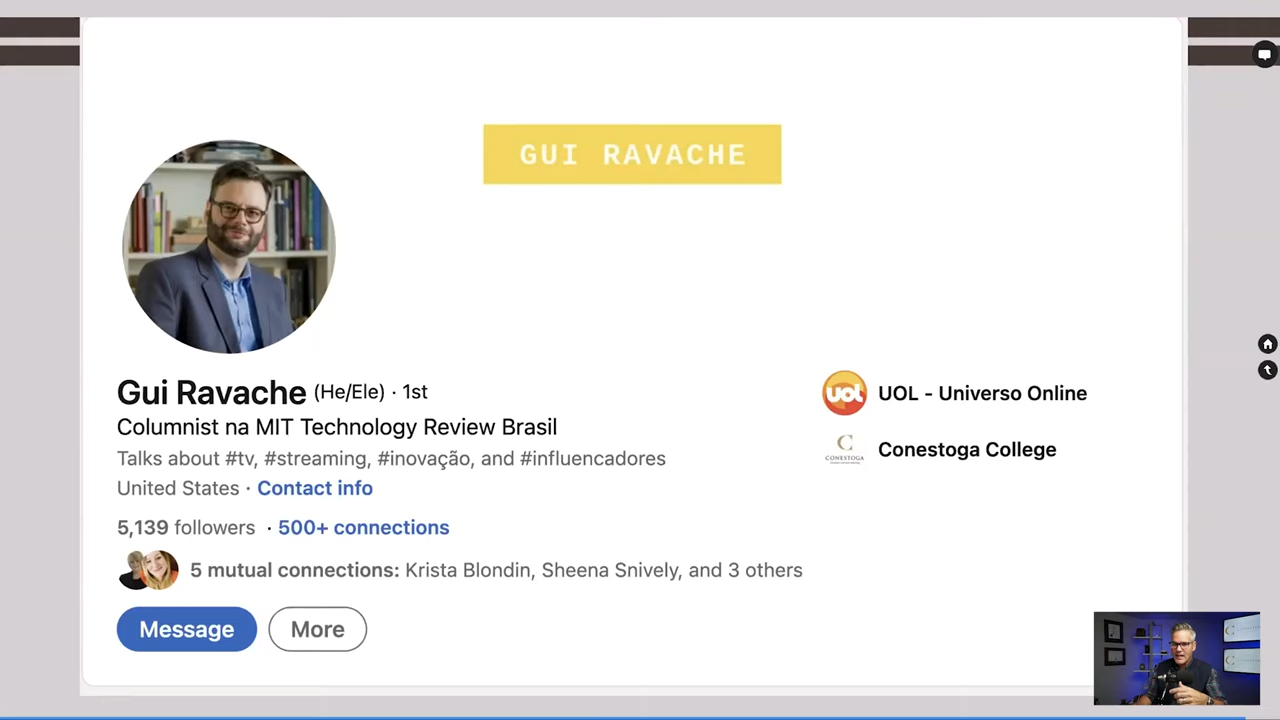 GUI RAVACHE
Gui Ravache (He/Ele) · 1st
Columnist na MIT Technology Review Brasil
Talks about #tv, #streaming, #inovação, and #influencadores
United States · Contact info
5,139 followers · 500+ connections
5 mutual connections: Krista Blondin, Sheena Snively, and 3 others
Message
More
uol
UOL - Universo Online
C
CONESTOGA
Conestoga College